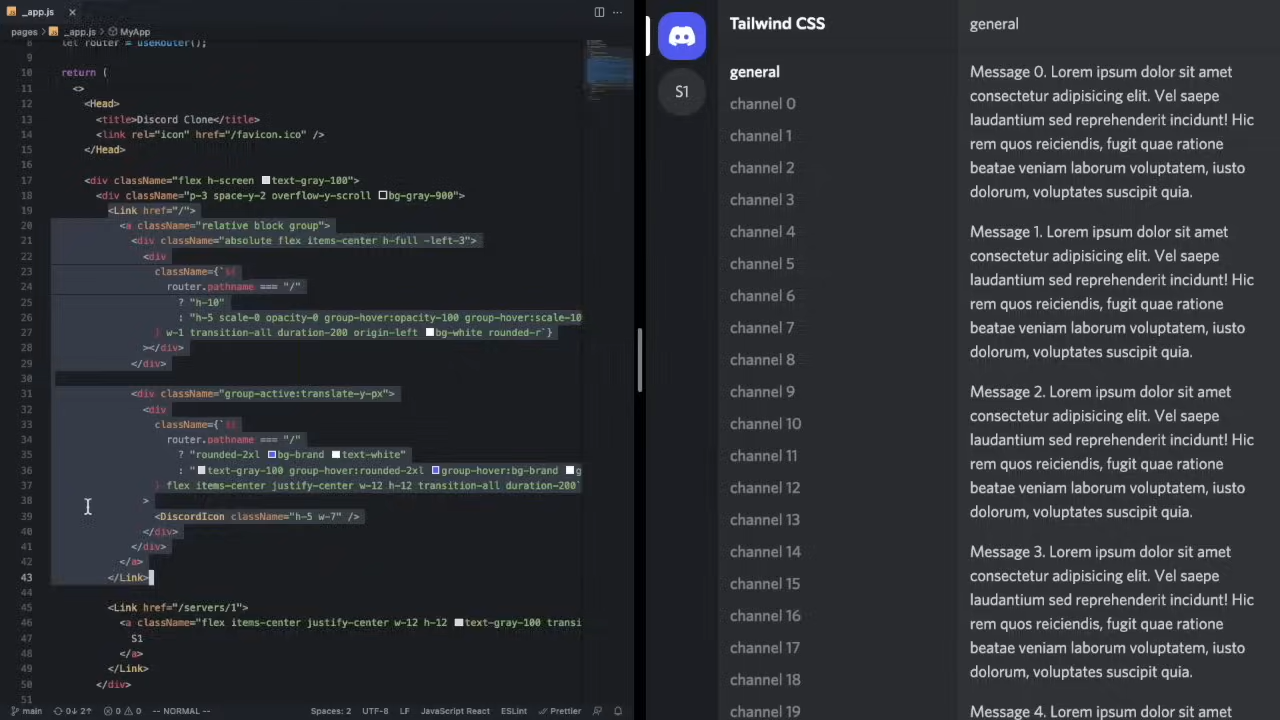 _app.js
pages > _app.js > MyApp
8 let router = useRouter();
9
10 return (
11 <>
12 <Head>
13 <title>Discord Clone</title>
14 <link rel="icon" href="/favicon.ico" />
15 </Head>
16
17 <div className="flex h-screen text-gray-100">
18 <div className="p-3 space-y-2 overflow-y-scroll bg-gray-900">
19 <Link href="/">
20 <a className="relative block group">
21 <div className="absolute flex items-center h-full -left-3">
22 <div
23 className={`${
24 router.pathname === "/"
25 ? "h-10"
26 : "h-5 scale-0 opacity-0 group-hover:opacity-100 group-hover:scale-10
27 } w-1 transition-all duration-200 origin-left bg-white rounded-r`}
28 ></div>
29 </div>
30
31 <div className="group-active:translate-y-px">
32 <div
33 className={`${
34 router.pathname === "/"
35 ? "rounded-2xl bg-brand text-white"
36 : "text-gray-100 group-hover:rounded-2xl group-hover:bg-brand g
37 } flex items-center justify-center w-12 h-12 transition-all duration-200`
38 >
39 <DiscordIcon className="h-5 w-7" />
40 </div>
41 </div>
42 </a>
43 </Link>
44
45 <Link href="/servers/1">
46 <a className="flex items-center justify-center w-12 h-12 text-gray-100 transi
47 S1
48 </a>
49 </Link>
50 </div>
51
main 0↓ 2↑ 0 0 -- NORMAL -- Spaces: 2 UTF-8 LF JavaScript React ESLint Prettier
S1
Tailwind CSS
general
channel 0
channel 1
channel 2
channel 3
channel 4
channel 5
channel 6
channel 7
channel 8
channel 9
channel 10
channel 11
channel 12
channel 13
channel 14
channel 15
channel 16
channel 17
channel 18
channel 19
general
Message 0. Lorem ipsum dolor sit amet
consectetur adipisicing elit. Vel saepe
laudantium sed reprehenderit incidunt! Hic
rem quos reiciendis, fugit quae ratione
beatae veniam laborum voluptatem, iusto
dolorum, voluptates suscipit quia.
Message 1. Lorem ipsum dolor sit amet
consectetur adipisicing elit. Vel saepe
laudantium sed reprehenderit incidunt! Hic
rem quos reiciendis, fugit quae ratione
beatae veniam laborum voluptatem, iusto
dolorum, voluptates suscipit quia.
Message 2. Lorem ipsum dolor sit amet
consectetur adipisicing elit. Vel saepe
laudantium sed reprehenderit incidunt! Hic
rem quos reiciendis, fugit quae ratione
beatae veniam laborum voluptatem, iusto
dolorum, voluptates suscipit quia.
Message 3. Lorem ipsum dolor sit amet
consectetur adipisicing elit. Vel saepe
laudantium sed reprehenderit incidunt! Hic
rem quos reiciendis, fugit quae ratione
beatae veniam laborum voluptatem, iusto
dolorum, voluptates suscipit quia.
Message 4. Lorem ipsum dolor sit amet